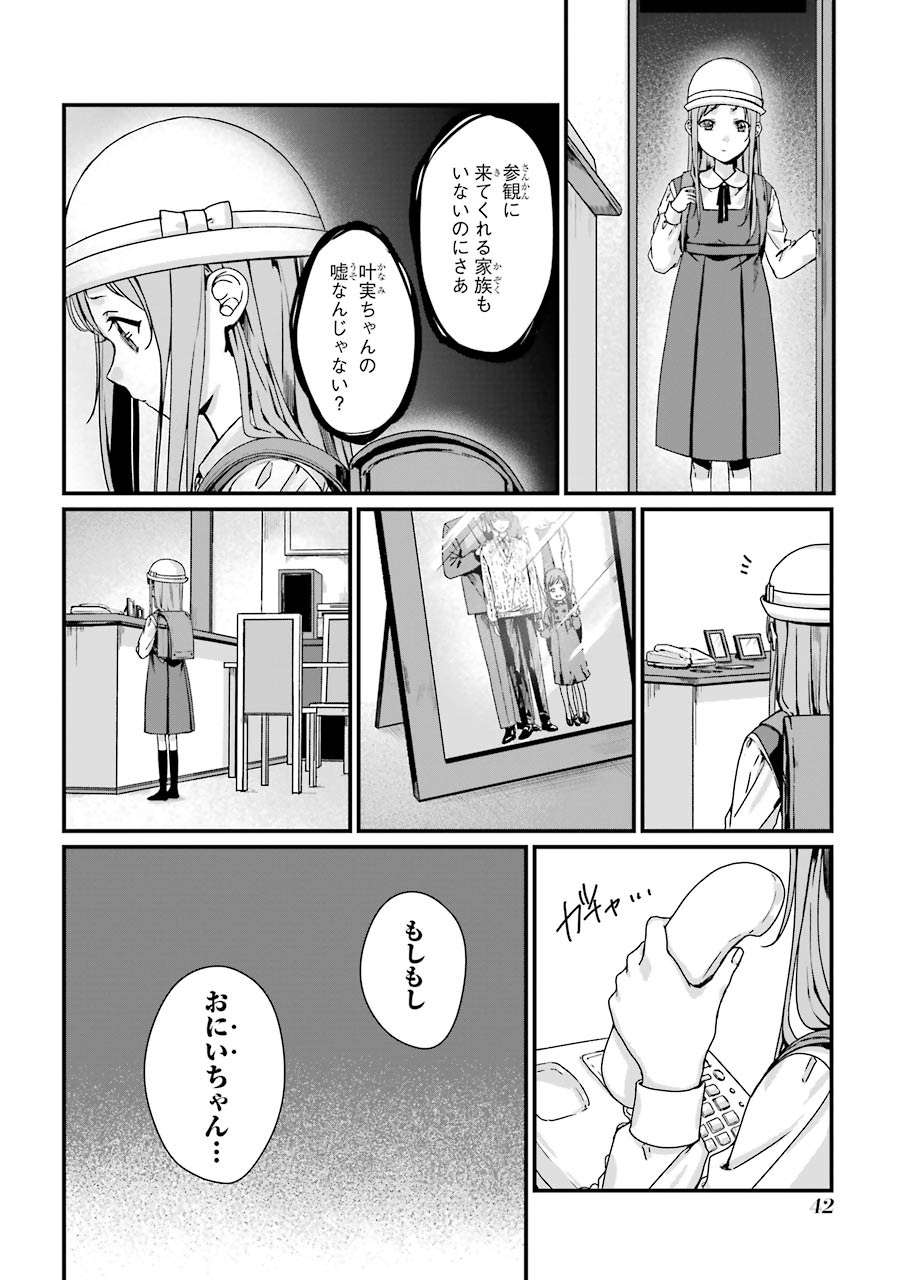 参観に
来てくれる家族も
いないのにさあ
叶実ちゃんの
嘘なんじゃない？
ガチャ…
もしもし
おにいちゃん…
42